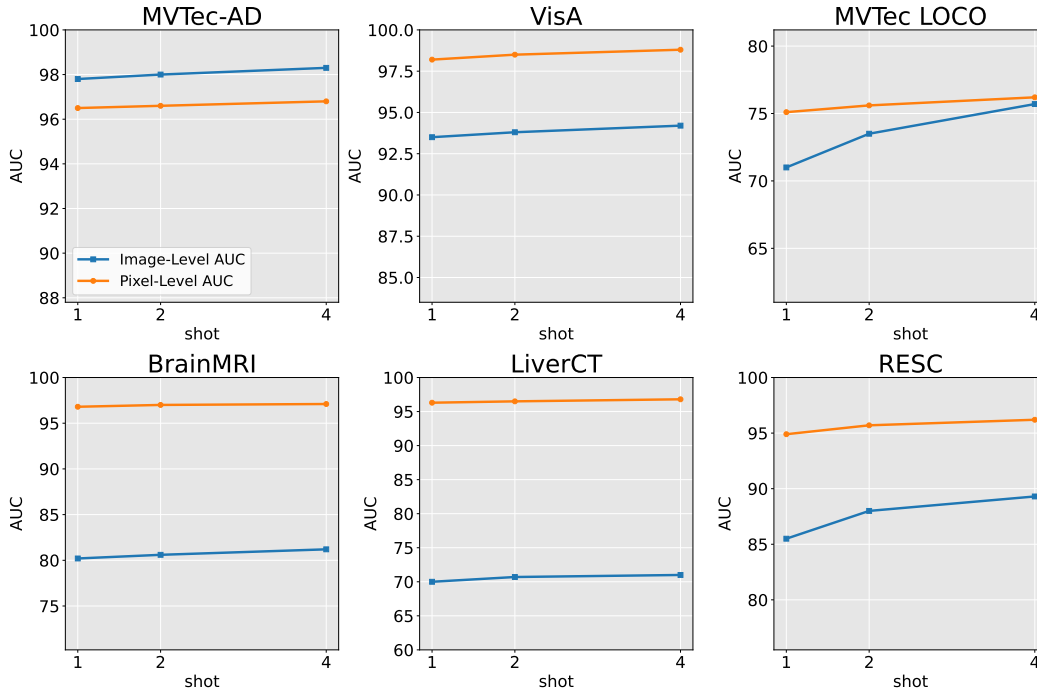 MVTec-AD
100
98
96
94
92
90
88
AUC
Image-Level AUC
Pixel-Level AUC
1 2 4
shot
VisA
100.0
97.5
95.0
92.5
90.0
87.5
85.0
AUC
1 2 4
shot
MVTec LOCO
80
75
70
65
AUC
1 2 4
shot
BrainMRI
100
95
90
85
80
75
AUC
1 2 4
shot
LiverCT
100
95
90
85
80
75
70
65
60
AUC
1 2 4
shot
RESC
100
95
90
85
80
AUC
1 2 4
shot